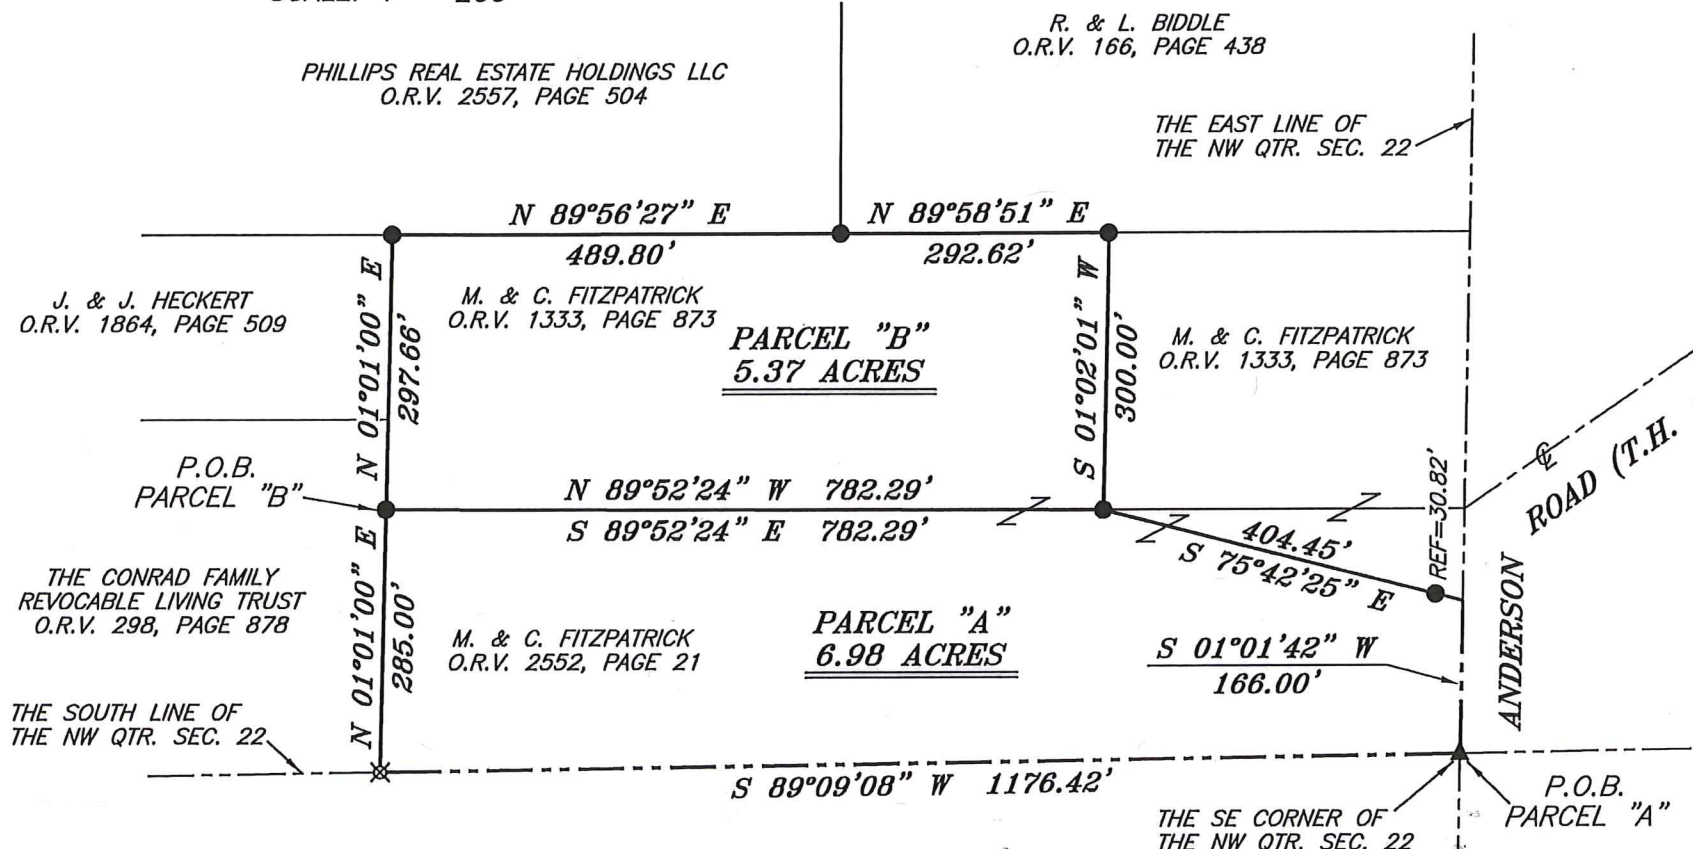 R. & L. BIDDLE
O.R.V. 166, PAGE 438
PHILLIPS REAL ESTATE HOLDINGS LLC
O.R.V. 2557, PAGE 504
THE EAST LINE OF
THE NW QTR. SEC. 22
N 89°56'27" E
489.80'
N 89°58'51" E
292.62'
J. & J. HECKERT
O.R.V. 1864, PAGE 509
N 01°01'00" E
297.66'
M. & C. FITZPATRICK
O.R.V. 1333, PAGE 873
PARCEL "B"
5.37 ACRES
S 01°02'01" W
300.00'
M. & C. FITZPATRICK
O.R.V. 1333, PAGE 873
P.O.B.
PARCEL "B"
N 89°52'24" W 782.29'
S 89°52'24" E 782.29'
404.45'
S 75°42'25" E
REF=30.82'
℄
ROAD (T.H.
ANDERSON
THE CONRAD FAMILY
REVOCABLE LIVING TRUST
O.R.V. 298, PAGE 878
N 01°01'00" E
285.00'
M. & C. FITZPATRICK
O.R.V. 2552, PAGE 21
PARCEL "A"
6.98 ACRES
S 01°01'42" W
166.00'
THE SOUTH LINE OF
THE NW QTR. SEC. 22
S 89°09'08" W 1176.42'
THE SE CORNER OF
THE NW QTR. SEC. 22
P.O.B.
PARCEL "A"